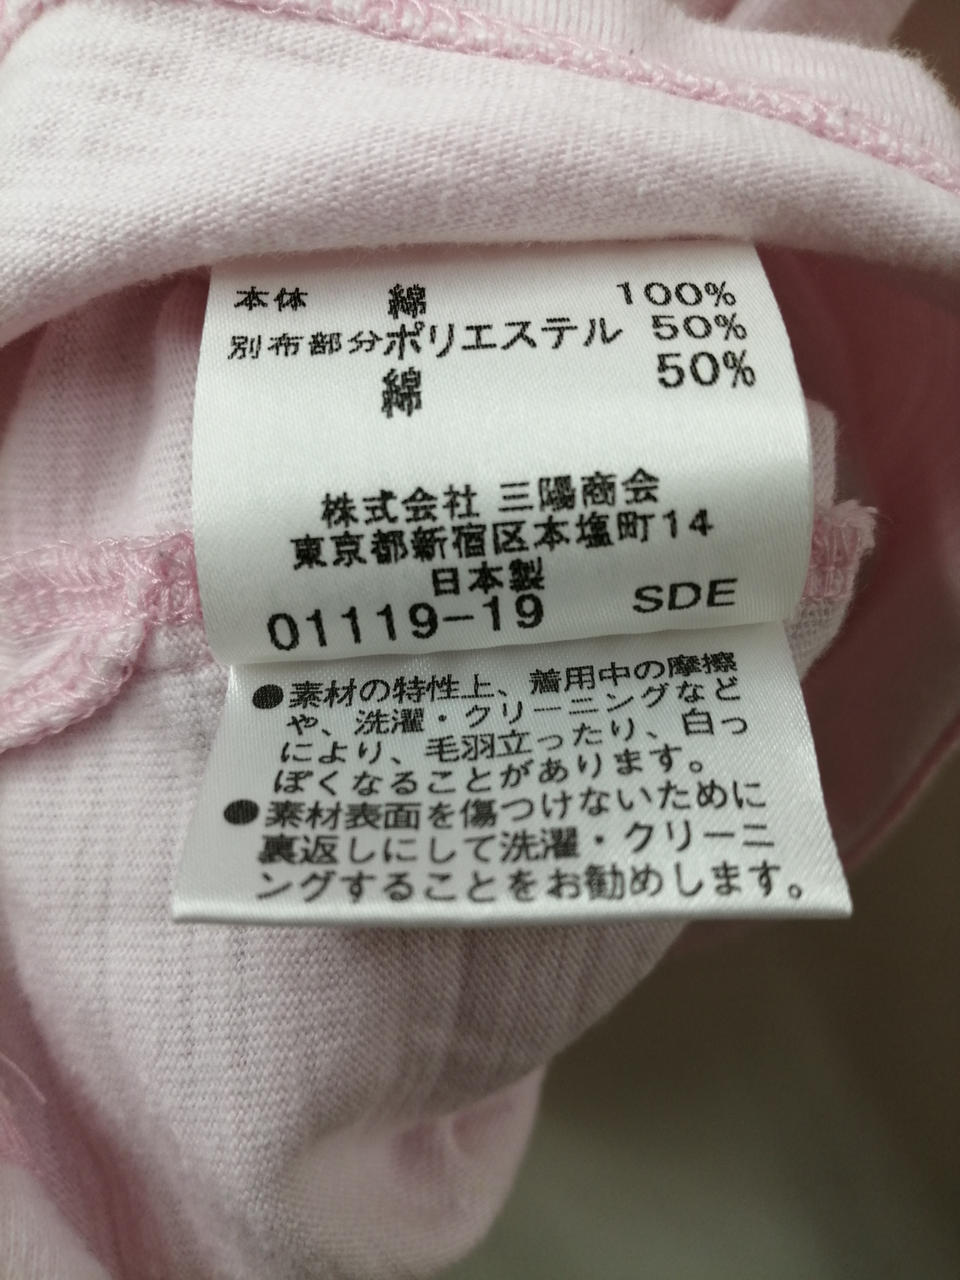 本体 綿 100%
別布部分 ポリエステル 50%
綿 50%
株式会社 三陽商会
東京都新宿区本塩町14
日本製
01119-19 SDE
●素材の特性上、着用中の摩擦
や、洗濯・クリーニングなど
により、毛羽立ったり、白っ
ぽくなることがあります。
●素材表面を傷つけないために
裏返しにして洗濯・クリーニ
ングすることをお勧めします。